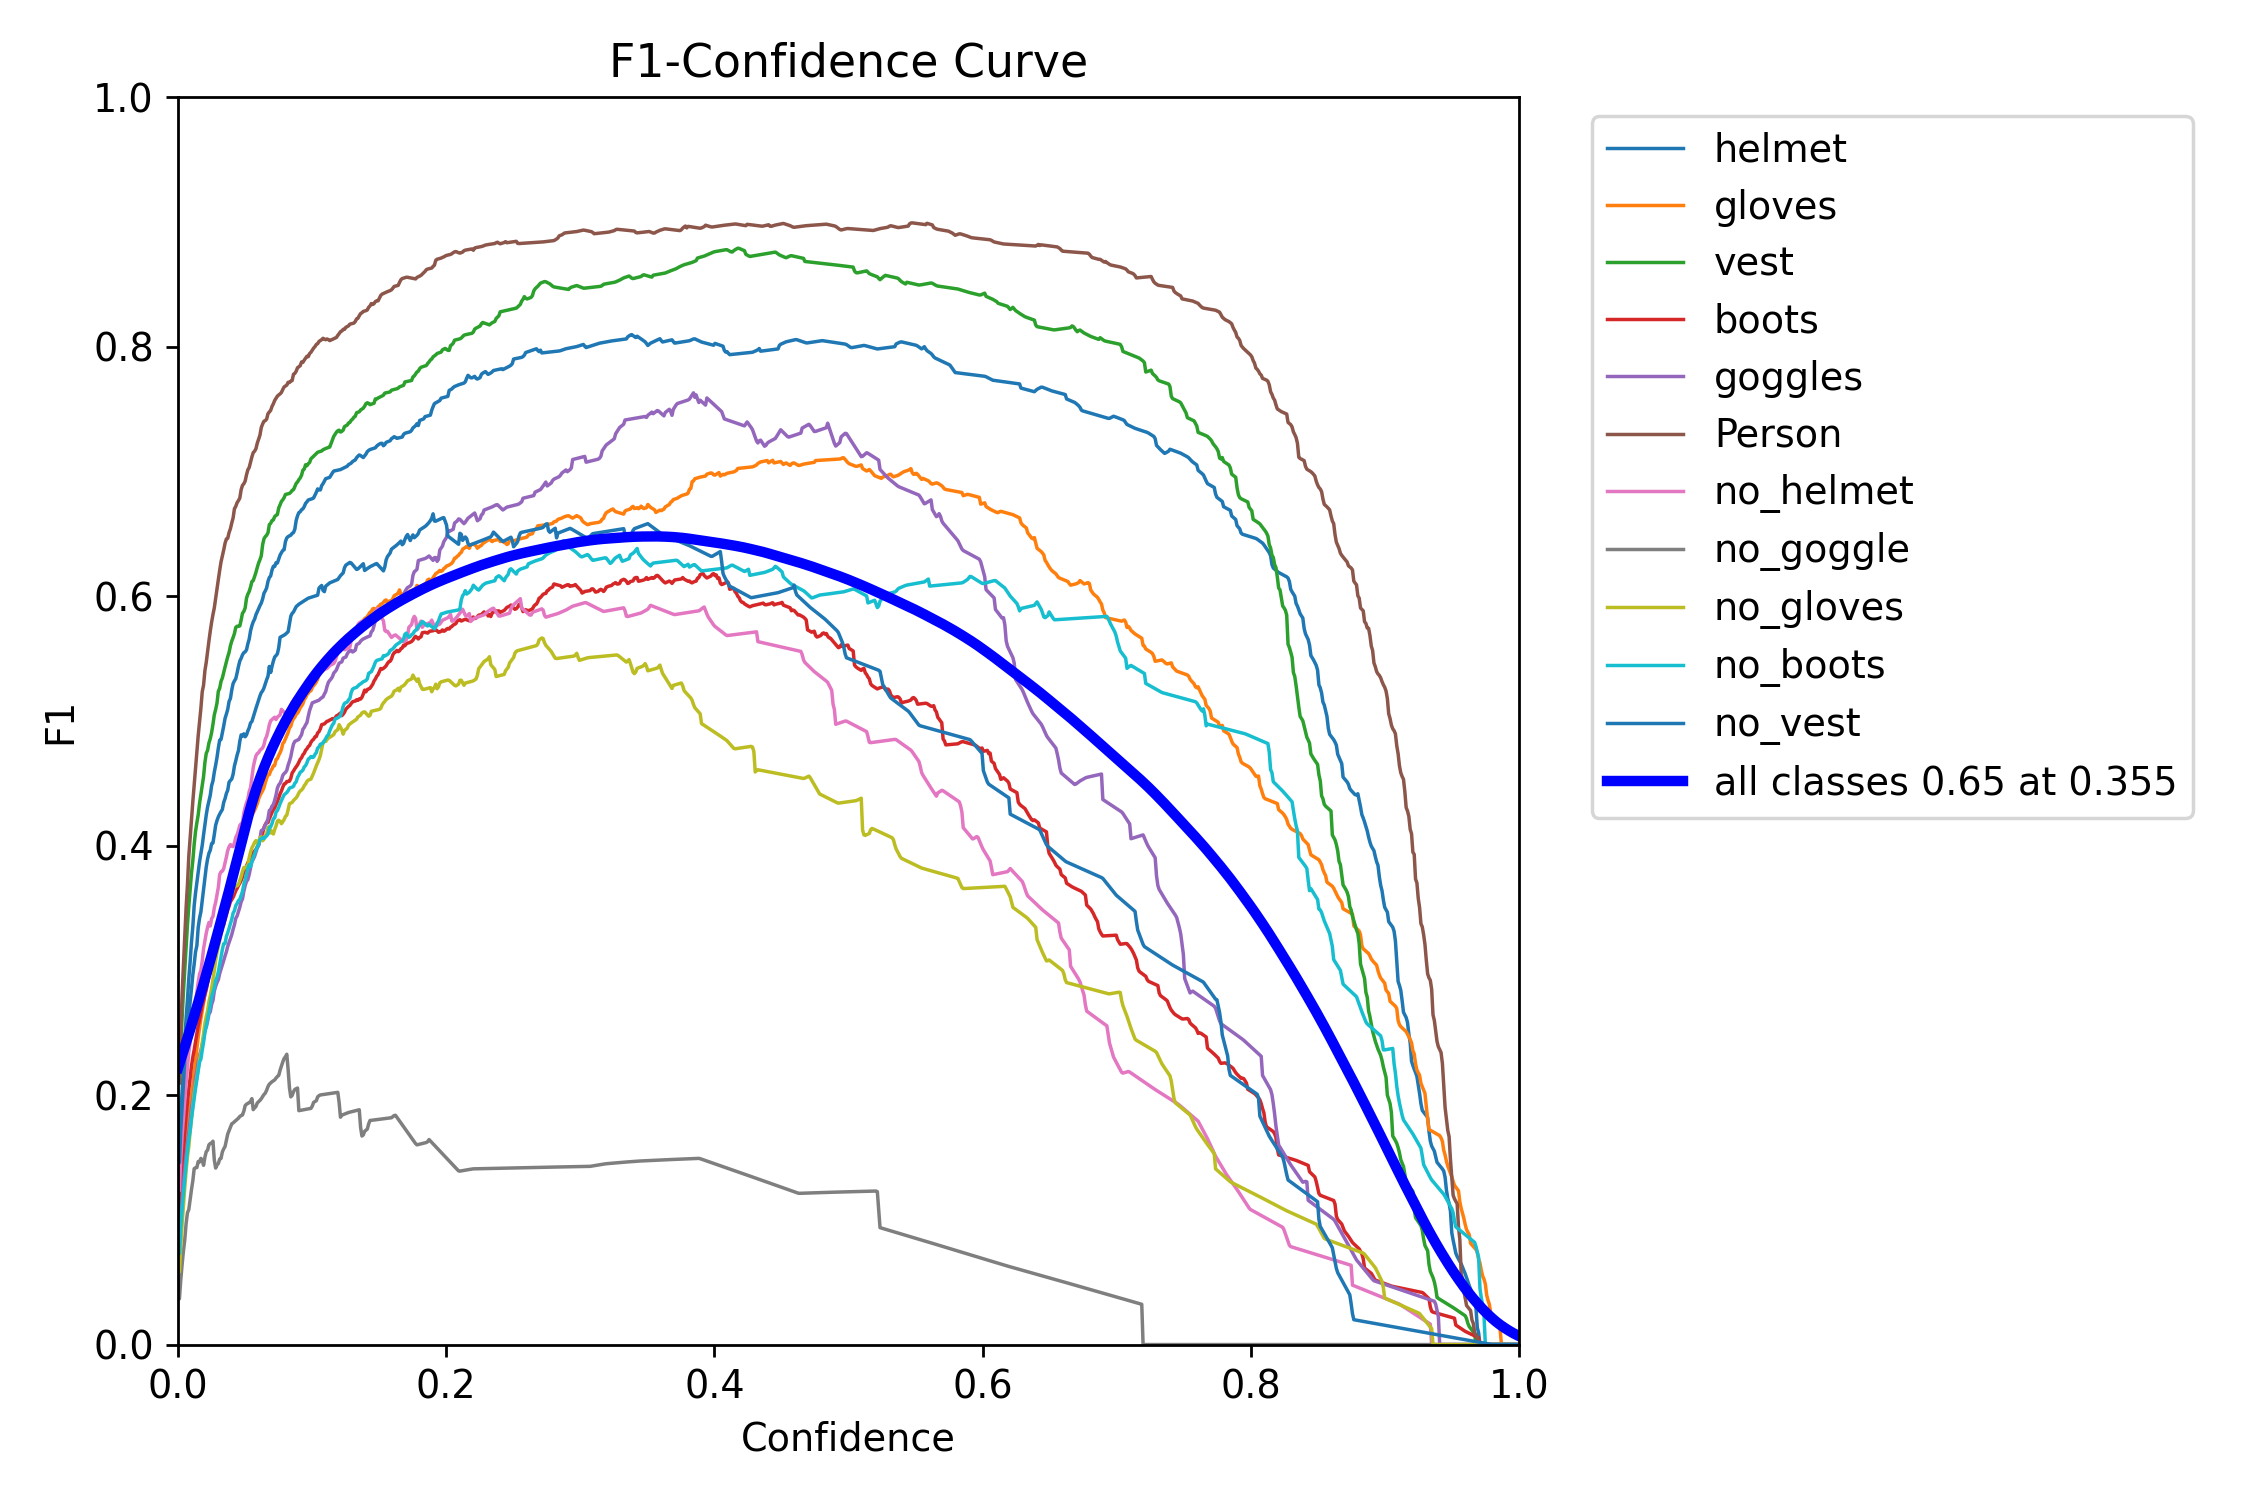 F1-Confidence Curve
1.0
0.8
0.6
0.4
0.2
0.0
F1
0.0 0.2 0.4 0.6 0.8 1.0
Confidence
helmet
gloves
vest
boots
goggles
Person
no_helmet
no_goggle
no_gloves
no_boots
no_vest
all classes 0.65 at 0.355